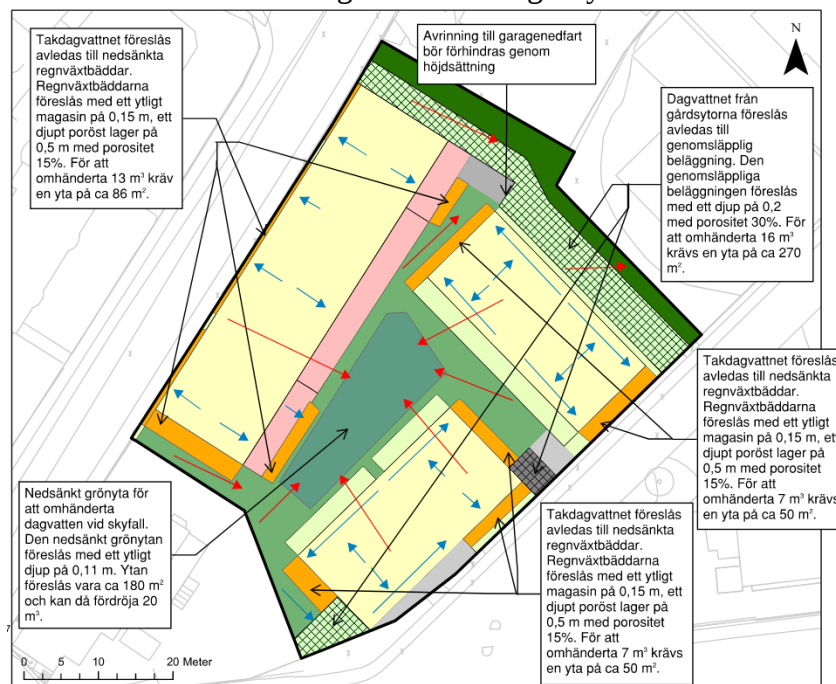 Takdagvattnet föreslås
avledas till nedsänkta
regnväxtbäddar.
Regnväxtbäddarna
föreslås med ett ytligt
magasin på 0,15 m, ett
djupt poröst lager på
0,5 m med porositet
15%. För att
omhänderta 13 m³ kräv
en yta på ca 86 m².
Avrinning till garagenedfart
bör förhindras genom
höjdsättning
N
Dagvattnet från
gårdsytorna föreslås
avledas till
genomsläpplig
beläggning. Den
genomsläppliga
beläggningen föreslås
med ett djup på 0,2
med porositet 30%. För
att omhänderta 16 m³
krävs en yta på ca 270
m².
Takdagvattnet föreslås
avledas till nedsänkta
regnväxtbäddar.
Regnväxtbäddarna
föreslås med ett ytligt
magasin på 0,15 m, ett
djupt poröst lager på
0,5 m med porositet
15%. För att
omhänderta 7 m³ krävs
en yta på ca 50 m².
Nedsänkt grönyta för
att omhänderta
dagvatten vid skyfall.
Den nedsänkt grönytan
föreslås med ett ytligt
djup på 0,11 m. Ytan
föreslås vara ca 180 m²
och kan då fördröja 20
m³.
Takdagvattnet föreslås
avledas till nedsänkta
regnväxtbäddar.
Regnväxtbäddarna
föreslås med ett ytligt
magasin på 0,15 m, ett
djupt poröst lager på
0,5 m med porositet
15%. För att
omhänderta 7 m³ krävs
en yta på ca 50 m².
7
0 5 10 20 Meter